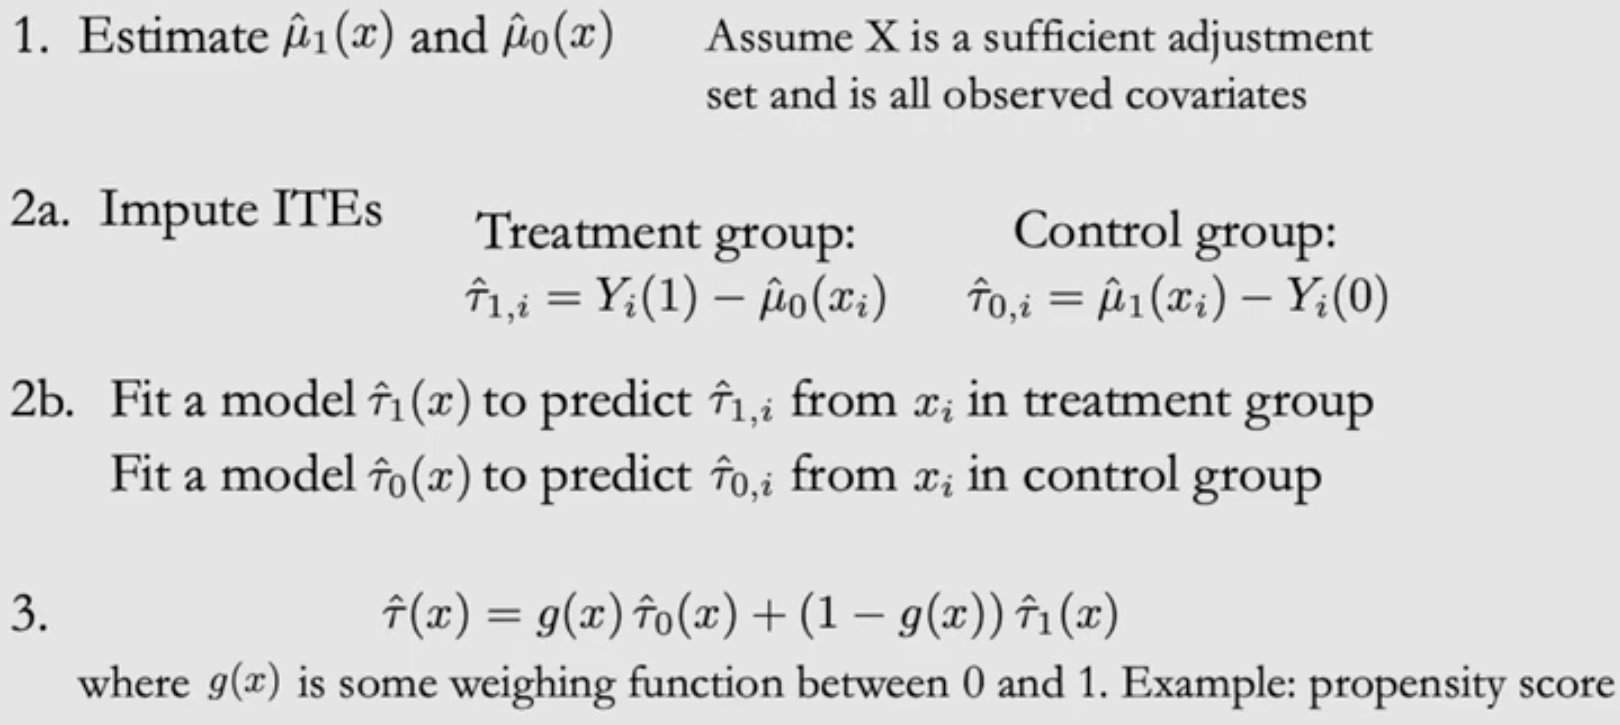 1. Estimate μ̂₁(x) and μ̂₀(x)
Assume X is a sufficient adjustment
set and is all observed covariates
2a. Impute ITEs
Treatment group:
τ̂₁,ᵢ = Yᵢ(1) − μ̂₀(xᵢ)
Control group:
τ̂₀,ᵢ = μ̂₁(xᵢ) − Yᵢ(0)
2b. Fit a model τ̂₁(x) to predict τ̂₁,ᵢ from xᵢ in treatment group
Fit a model τ̂₀(x) to predict τ̂₀,ᵢ from xᵢ in control group
3. τ̂(x) = g(x) τ̂₀(x) + (1 − g(x)) τ̂₁(x)
where g(x) is some weighing function between 0 and 1. Example: propensity score